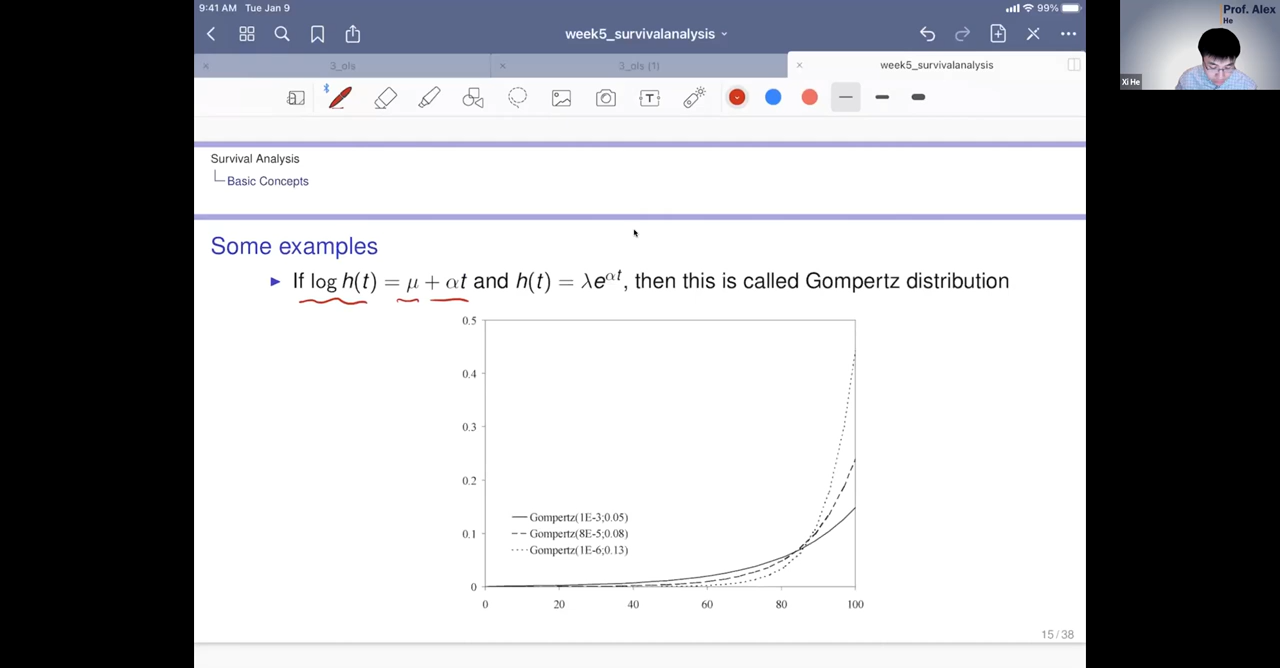 9:41 AM Tue Jan 9
99%
week5_survivalanalysis
3_ols
3_ols (1)
week5_survivalanalysis
T
Prof. Alex
He
Xi He
Survival Analysis
Basic Concepts
Some examples
If log h(t) = μ + αt and h(t) = λe^{αt}, then this is called Gompertz distribution
0.5
0.4
0.3
0.2
0.1
0
Gompertz(1E-3;0.05)
Gompertz(8E-5;0.08)
Gompertz(1E-6;0.13)
0 20 40 60 80 100
15 / 38